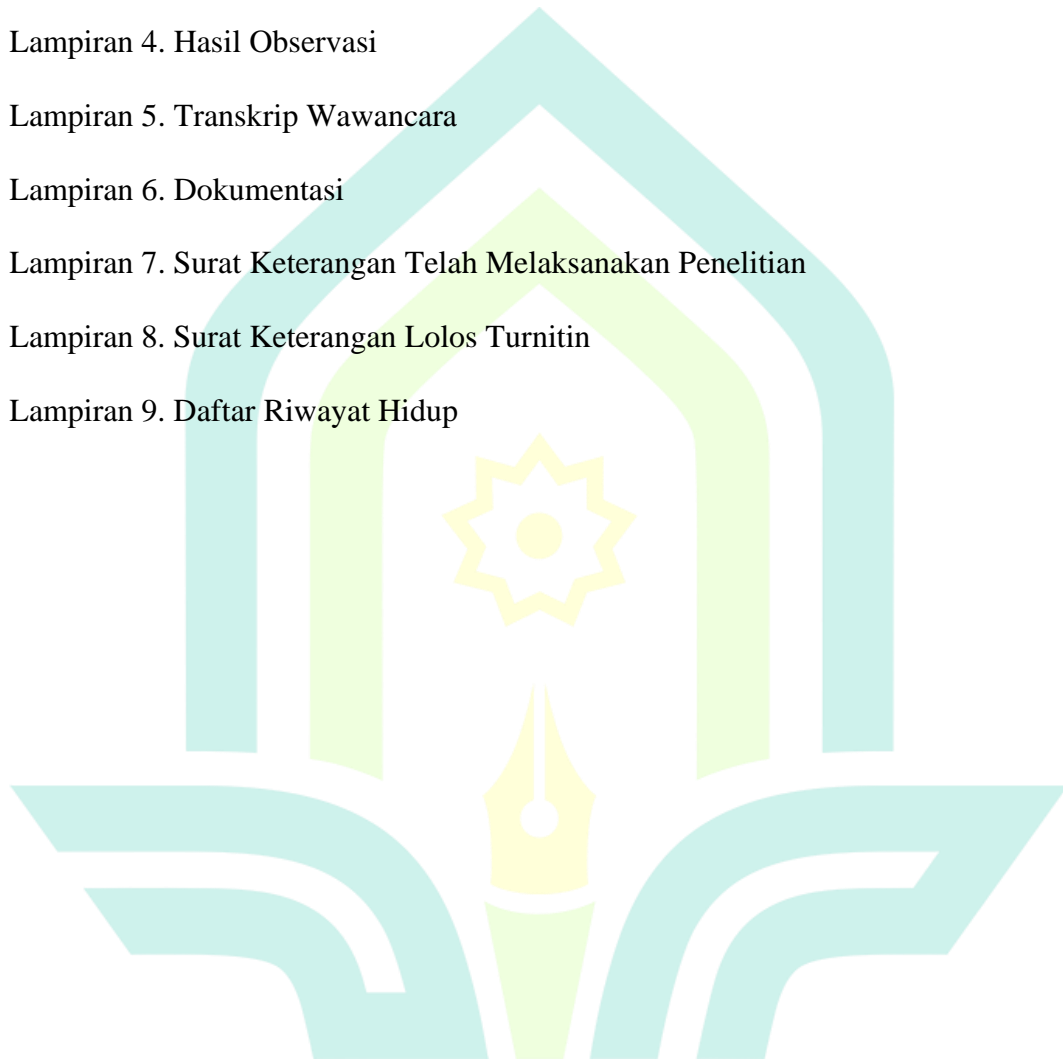 Lampiran 4. Hasil Observasi
Lampiran 5. Transkrip Wawancara
Lampiran 6. Dokumentasi
Lampiran 7. Surat Keterangan Telah Melaksanakan Penelitian
Lampiran 8. Surat Keterangan Lolos Turnitin
Lampiran 9. Daftar Riwayat Hidup